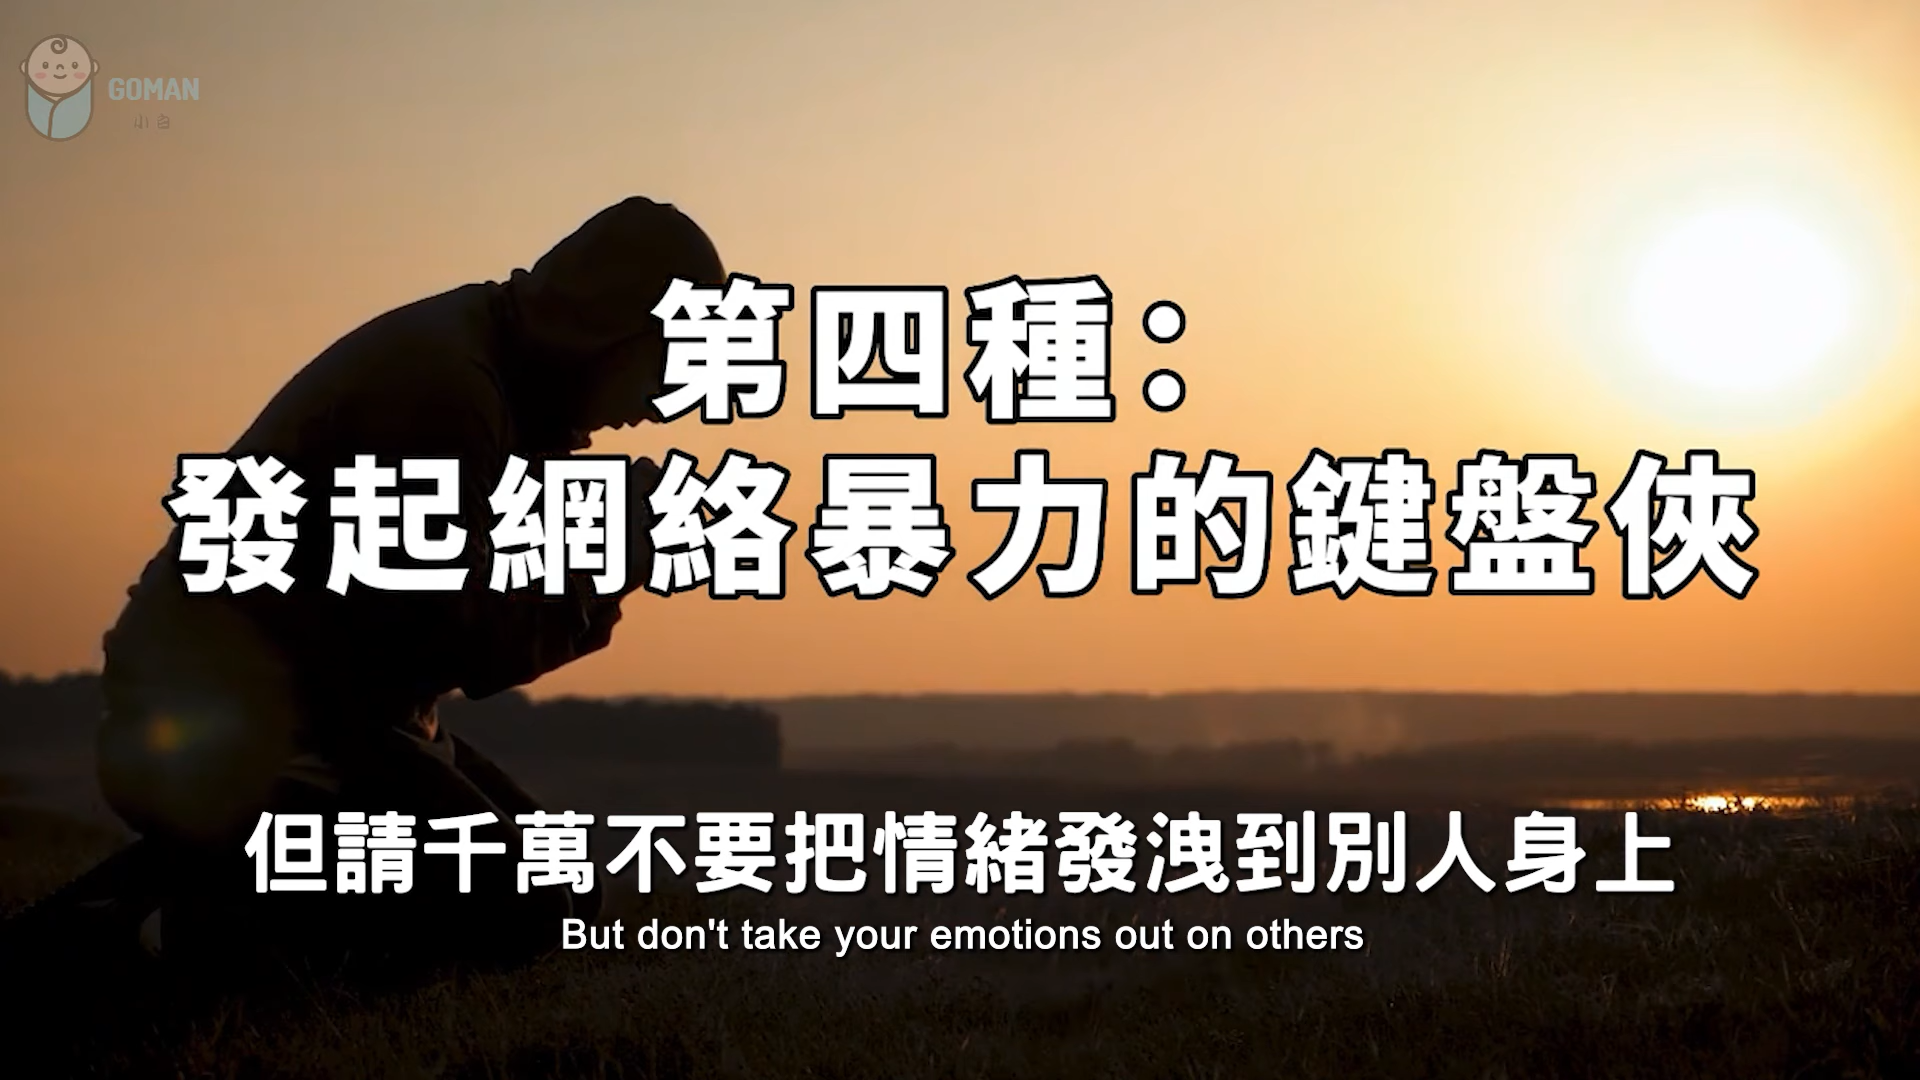 GOMAN
小白
第四種：
發起網絡暴力的鍵盤俠
但請千萬不要把情緒發洩到別人身上
But don't take your emotions out on others